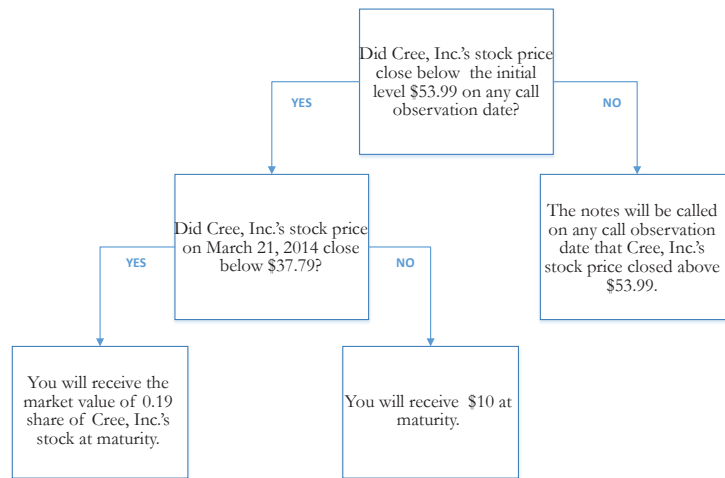 Did Cree, Inc.'s stock price
close below the initial
level $53.99 on any call
observation date?
YES
NO
Did Cree, Inc.'s stock price
on March 21, 2014 close
below $37.79?
The notes will be called
on any call observation
date that Cree, Inc.'s
stock price closed above
$53.99.
YES
NO
You will receive the
market value of 0.19
share of Cree, Inc.'s
stock at maturity.
You will receive $10 at
maturity.